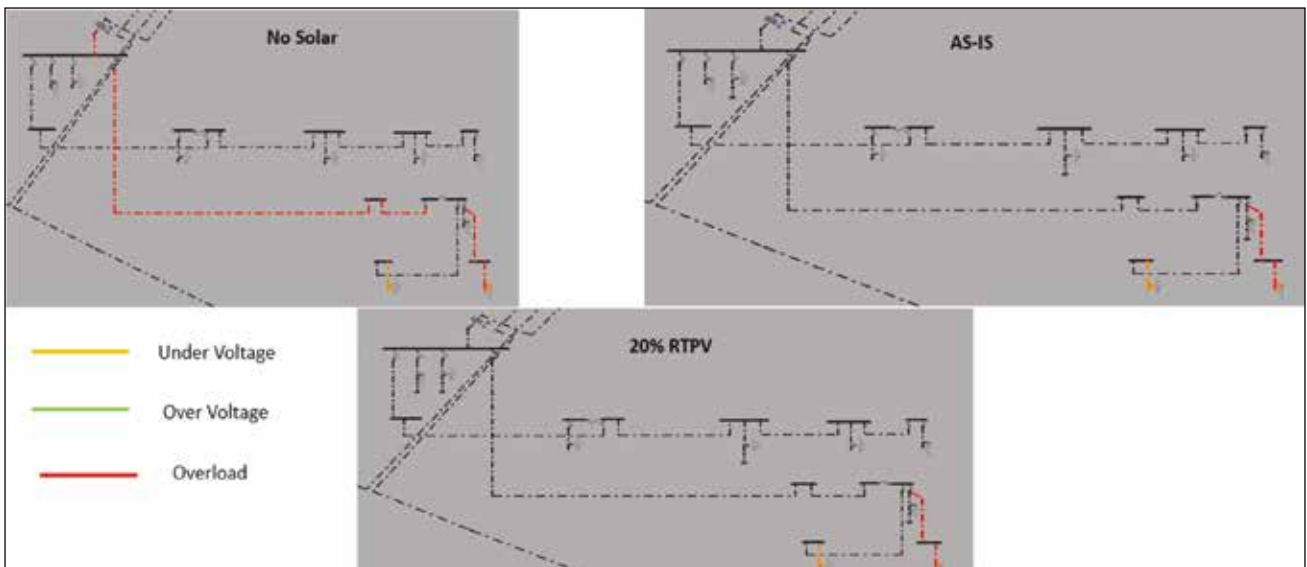 No Solar
AS-IS
20% RTPV
Under Voltage
Over Voltage
Overload